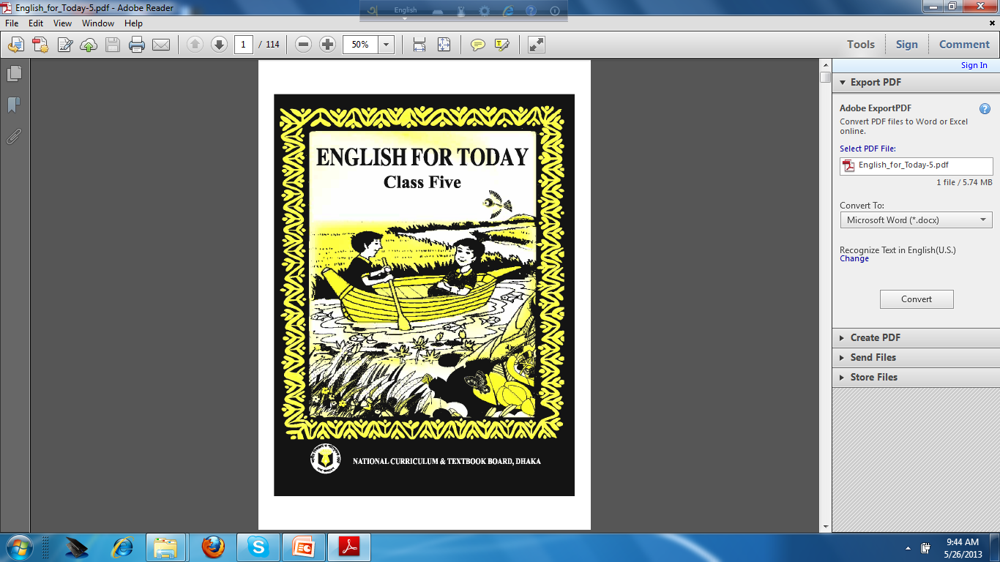 English_for_Today-5.pdf - Adobe Reader
English
File Edit View Window Help
1 / 114
50%
Tools Sign Comment
Sign In
Export PDF
Adobe ExportPDF
Convert PDF files to Word or Excel
online.
Select PDF File:
English_for_Today-5.pdf
1 file / 5.74 MB
Convert To:
Microsoft Word (*.docx)
Recognize Text in English(U.S.)
Change
Convert
Create PDF
Send Files
Store Files
ENGLISH FOR TODAY
Class Five
NATIONAL CURRICULUM & TEXTBOOK BOARD, DHAKA
9:44 AM
5/26/2013